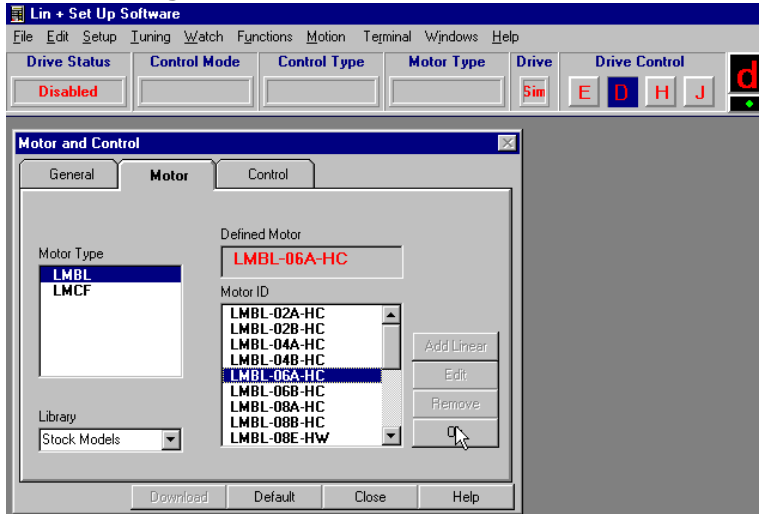 Lin + Set Up Software
File Edit Setup Tuning Watch Functions Motion Terminal Windows Help
Drive Status Control Mode Control Type Motor Type Drive Drive Control
Disabled Sim E D H J d
Motor and Control
General Motor Control
Defined Motor
LMBL-06A-HC
Motor Type
LMBL
LMCF
Motor ID
LMBL-02A-HC
LMBL-02B-HC
LMBL-04A-HC
LMBL-04B-HC
LMBL-06A-HC
LMBL-06B-HC
LMBL-08A-HC
LMBL-08B-HC
LMBL-08E-HW
Add Linear
Edit
Remove
Library
Stock Models
Download Default Close Help